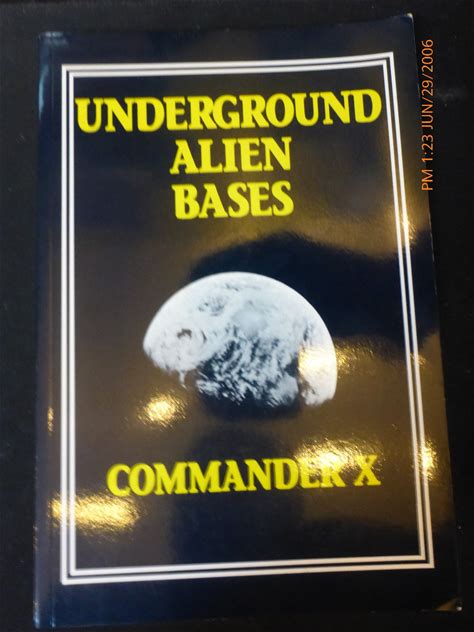 UNDERGROUND
ALIEN
BASES
COMMANDER X
PM 1:23 JUN/29/2006